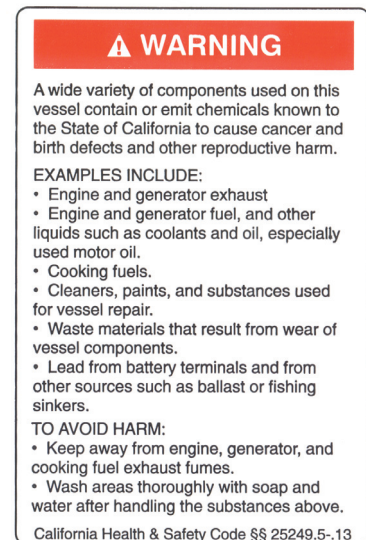 ⚠ WARNING
A wide variety of components used on this
vessel contain or emit chemicals known to
the State of California to cause cancer and
birth defects and other reproductive harm.
EXAMPLES INCLUDE:
• Engine and generator exhaust
• Engine and generator fuel, and other
liquids such as coolants and oil, especially
used motor oil.
• Cooking fuels.
• Cleaners, paints, and substances used
for vessel repair.
• Waste materials that result from wear of
vessel components.
• Lead from battery terminals and from
other sources such as ballast or fishing
sinkers.
TO AVOID HARM:
• Keep away from engine, generator, and
cooking fuel exhaust fumes.
• Wash areas thoroughly with soap and
water after handling the substances above.
California Health & Safety Code §§ 25249.5-.13